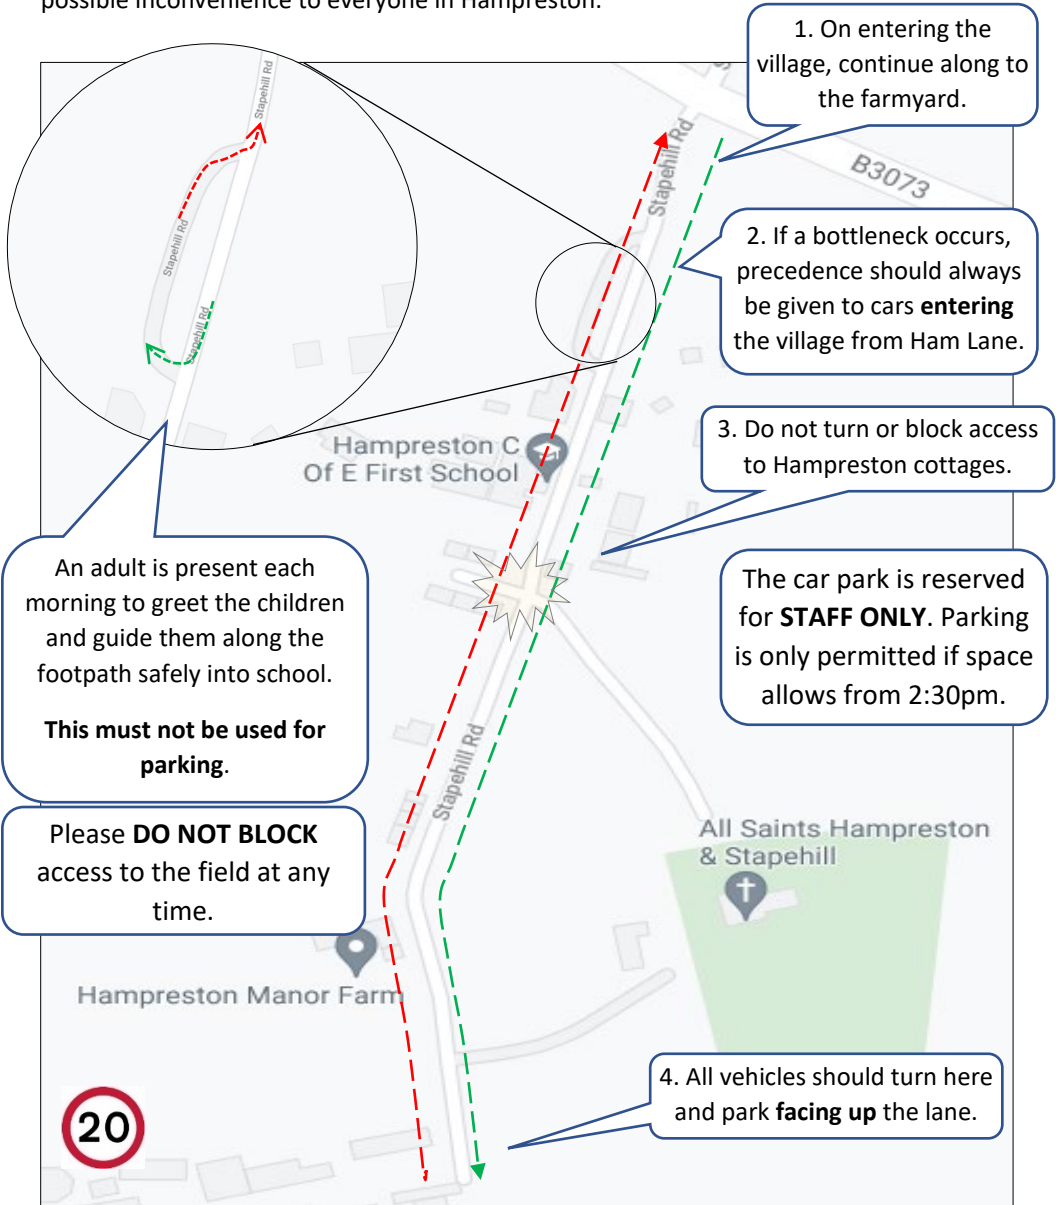 possible inconvenience to everyone in Hampreston.
1. On entering the
village, continue along to
the farmyard.
Stapehill Rd
Stapehill Rd
B3073
2. If a bottleneck occurs,
precedence should always
be given to cars entering
the village from Ham Lane.
Stapehill Rd
Stapehill Rd
3. Do not turn or block access
to Hampreston cottages.
Hampreston C
Of E First School
An adult is present each
morning to greet the children
and guide them along the
footpath safely into school.
This must not be used for
parking.
The car park is reserved
for STAFF ONLY. Parking
is only permitted if space
allows from 2:30pm.
Stapehill Rd
Please DO NOT BLOCK
access to the field at any
time.
All Saints Hampreston
& Stapehill
Hampreston Manor Farm
4. All vehicles should turn here
and park facing up the lane.
20